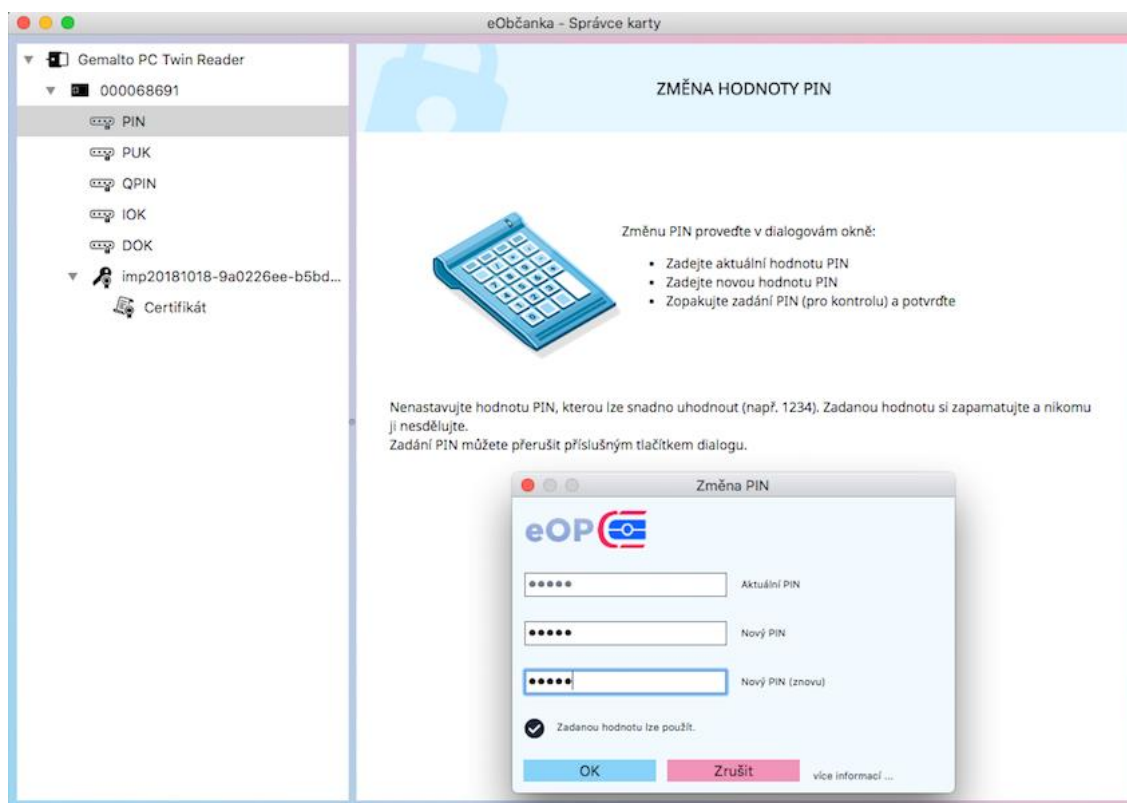 eObčanka - Správce karty
Gemalto PC Twin Reader
000068691
PIN
PUK
QPIN
IOK
DOK
imp20181018-9a0226ee-b5bd...
Certifikát
ZMĚNA HODNOTY PIN
Změnu PIN proveďte v dialogovám okně:
• Zadejte aktuální hodnotu PIN
• Zadejte novou hodnotu PIN
• Zopakujte zadání PIN (pro kontrolu) a potvrďte
Nenastavujte hodnotu PIN, kterou lze snadno uhodnout (např. 1234). Zadanou hodnotu si zapamatujte a nikomu
ji nesdělujte.
Zadání PIN můžete přerušit příslušným tlačítkem dialogu.
Změna PIN
eOP
Aktuální PIN
Nový PIN
Nový PIN (znovu)
Zadanou hodnotu lze použít.
OK
Zrušit
více informací ...